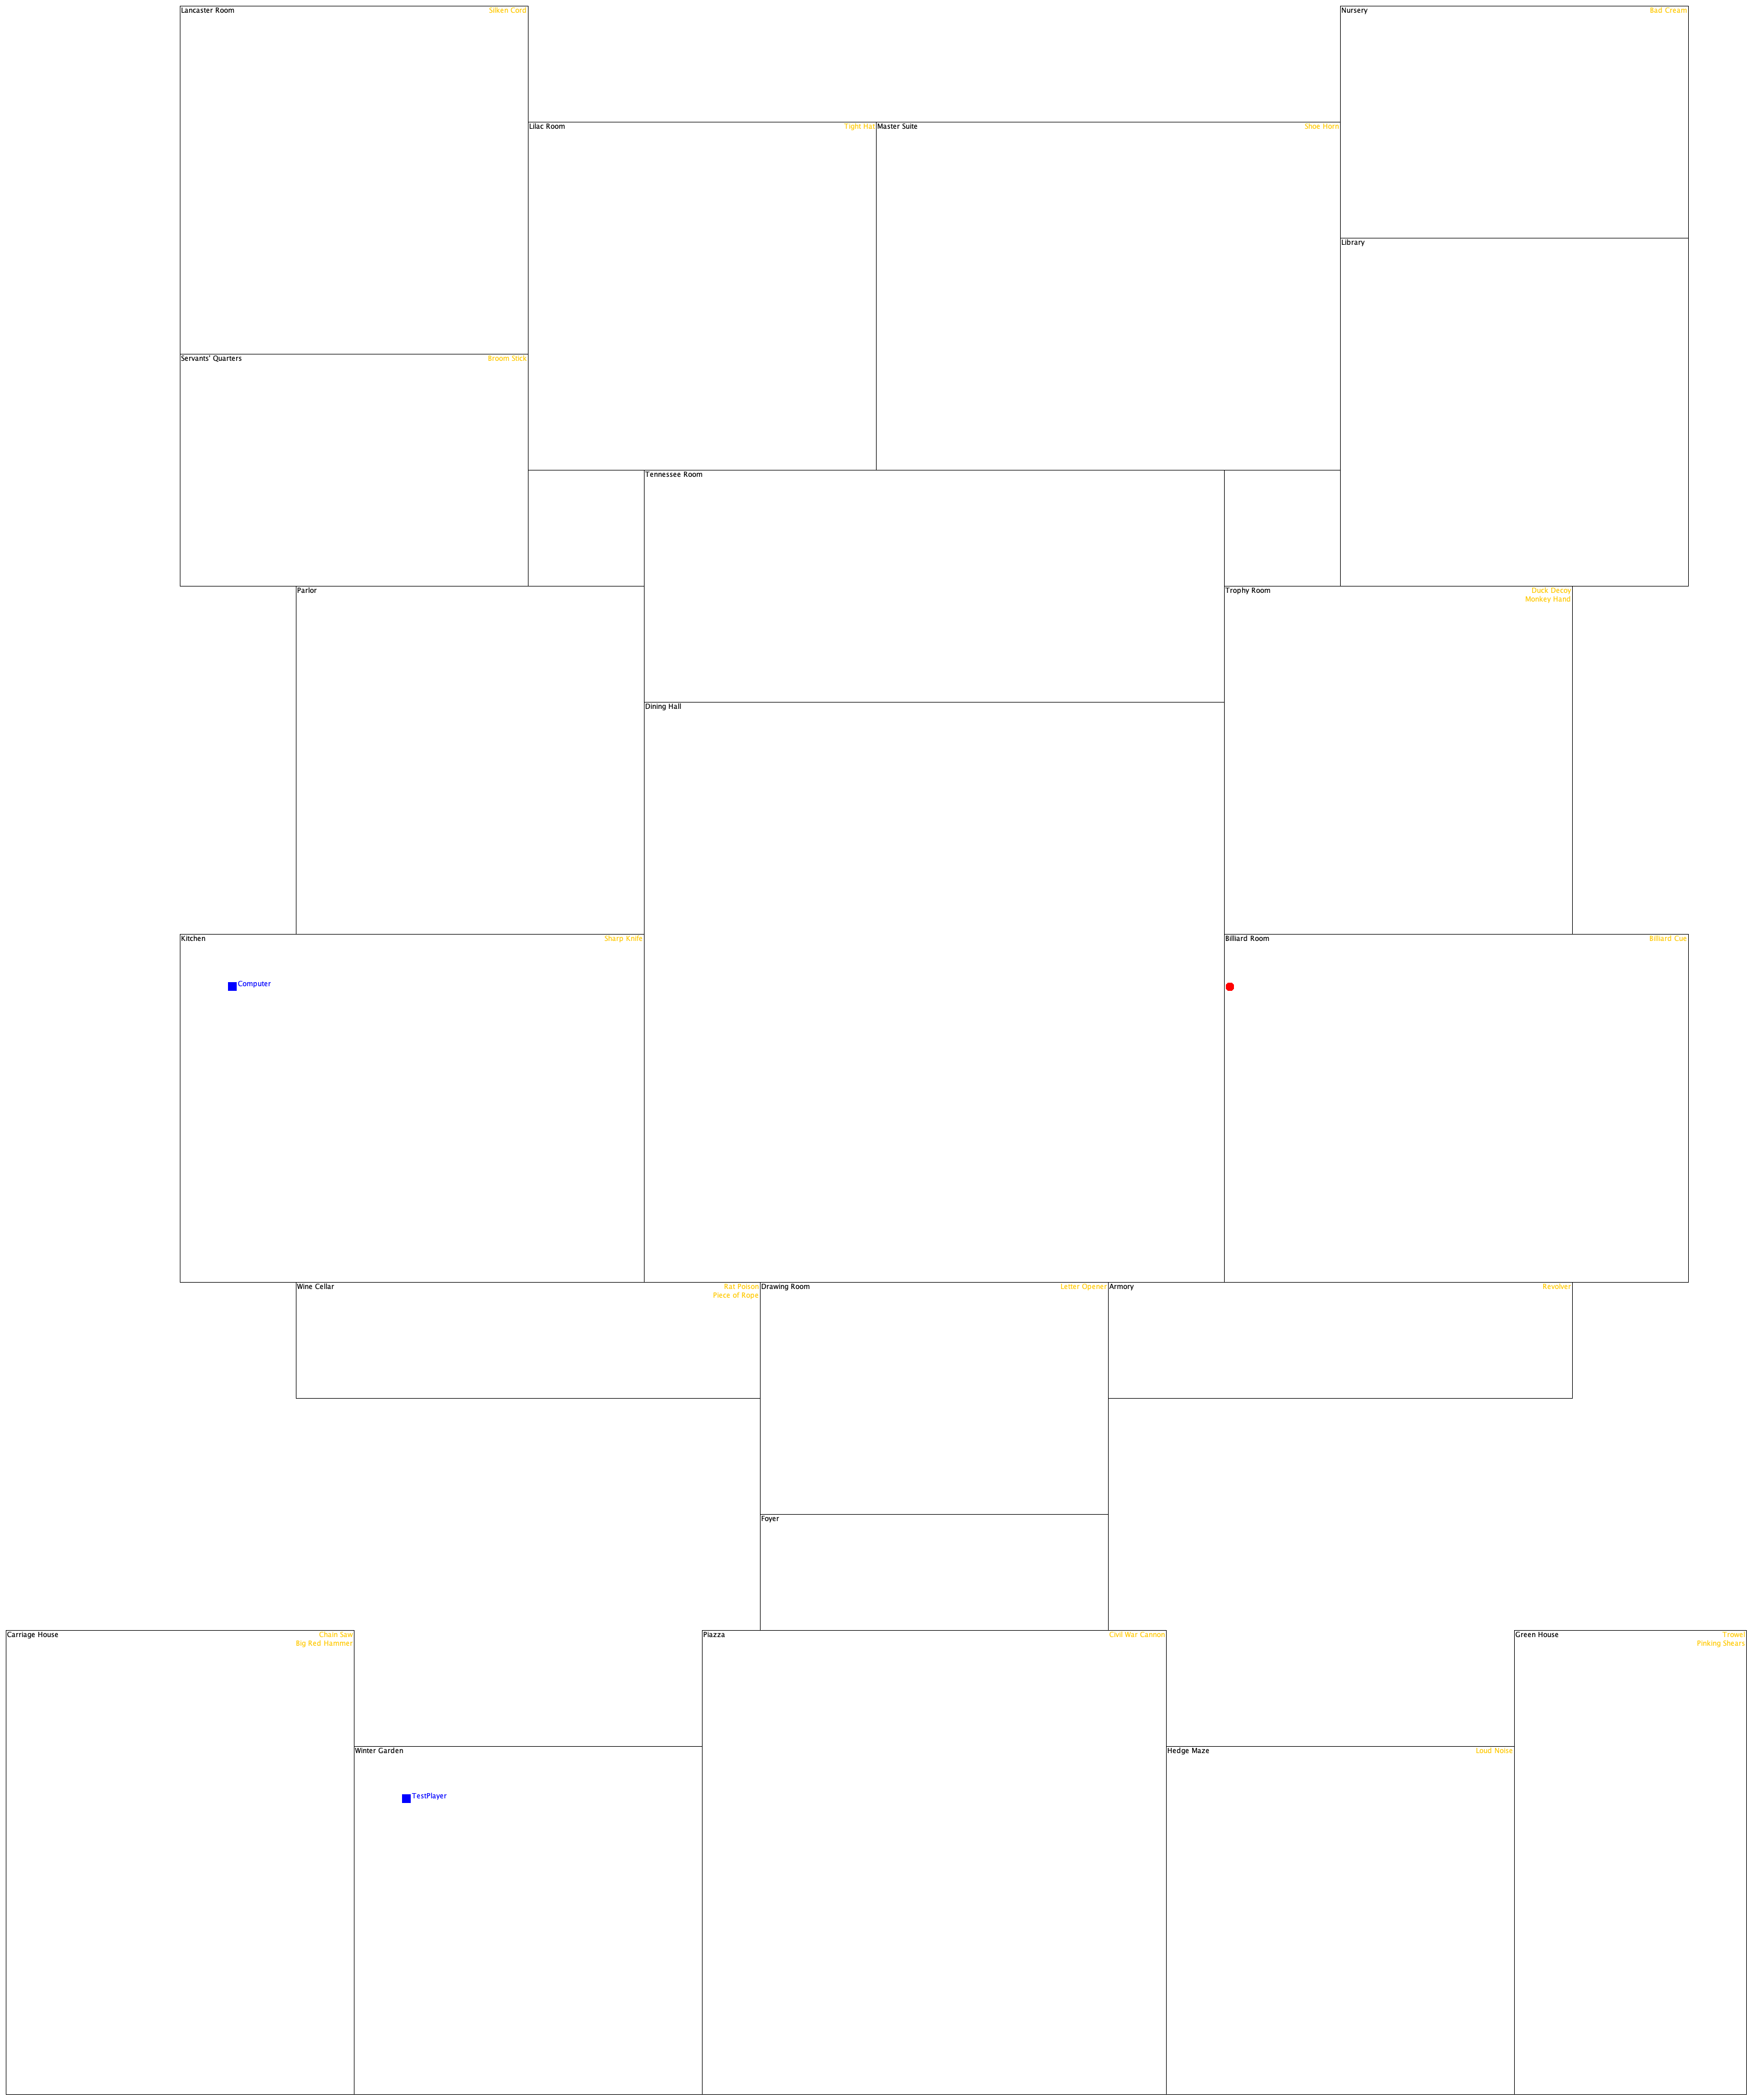 Lancaster Room
Silken Cord
Nursery
Bad Cream
Lilac Room
Tight Hat
Master Suite
Shoe Horn
Library
Servants' Quarters
Broom Stick
Tennessee Room
Parlor
Trophy Room
Duck Decoy
Monkey Hand
Dining Hall
Kitchen
Sharp Knife
Billiard Room
Billiard Cue
Computer
Wine Cellar
Rat Poison
Piece of Rope
Drawing Room
Letter Opener
Armory
Revolver
Foyer
Carriage House
Chain Saw
Big Red Hammer
Piazza
Civil War Cannon
Green House
Trowel
Pinking Shears
Winter Garden
Hedge Maze
Loud Noise
TestPlayer